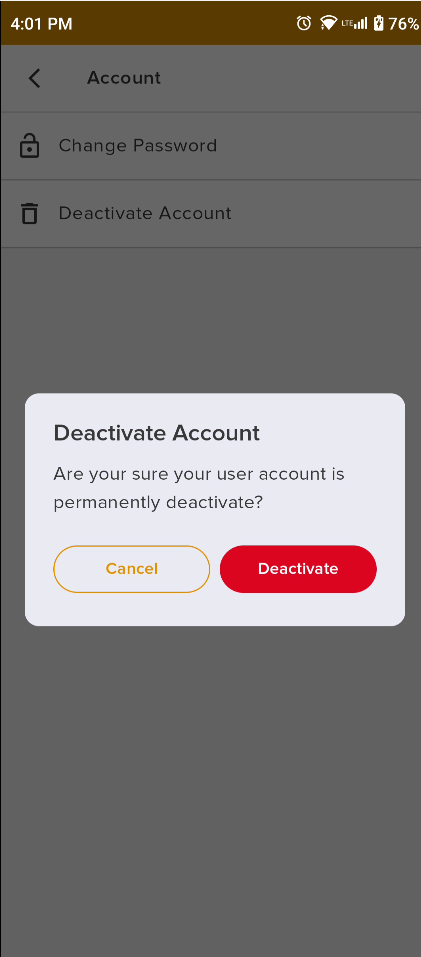 4:01 PM LTE 76%
Account
Change Password
Deactivate Account
Deactivate Account
Are your sure your user account is
permanently deactivate?
Cancel Deactivate